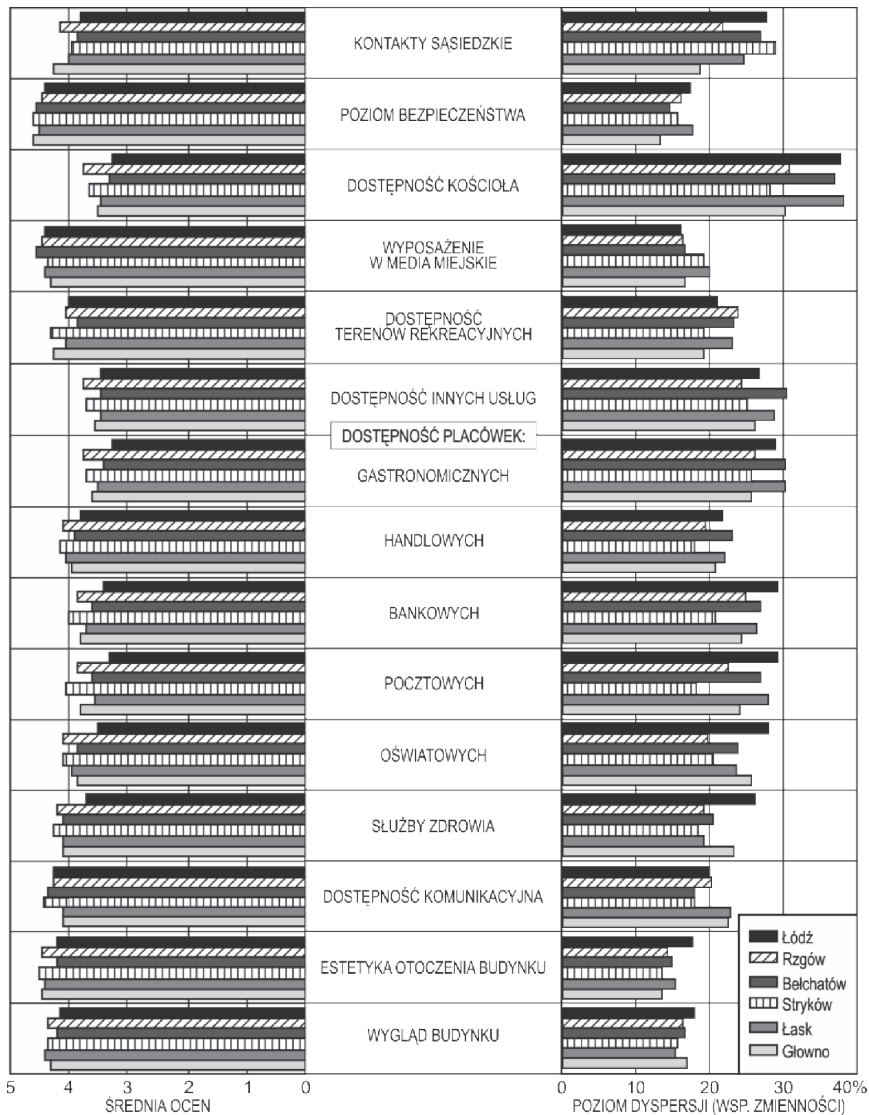 KONTAKTY SĄSIEDZKIE
POZIOM BEZPIECZEŃSTWA
DOSTĘPNOŚĆ KOŚCIOŁA
WYPOSAŻENIE
W MEDIA MIEJSKIE
DOSTĘPNOŚĆ
TERENÓW REKREACYJNYCH
DOSTĘPNOŚĆ INNYCH USŁUG
DOSTĘPNOŚĆ PLACÓWEK:
GASTRONOMICZNYCH
HANDLOWYCH
BANKOWYCH
POCZTOWYCH
OŚWIATOWYCH
SŁUŻBY ZDROWIA
DOSTĘPNOŚĆ KOMUNIKACYJNA
ESTETYKA OTOCZENIA BUDYNKU
WYGLĄD BUDYNKU
Łódź
Rzgów
Bełchatów
Stryków
Łask
Głowno
5 4 3 2 1 0
ŚREDNIA OCEN
0 10 20 30 40%
POZIOM DYSPERSJI (WSP. ZMIENNOŚCI)